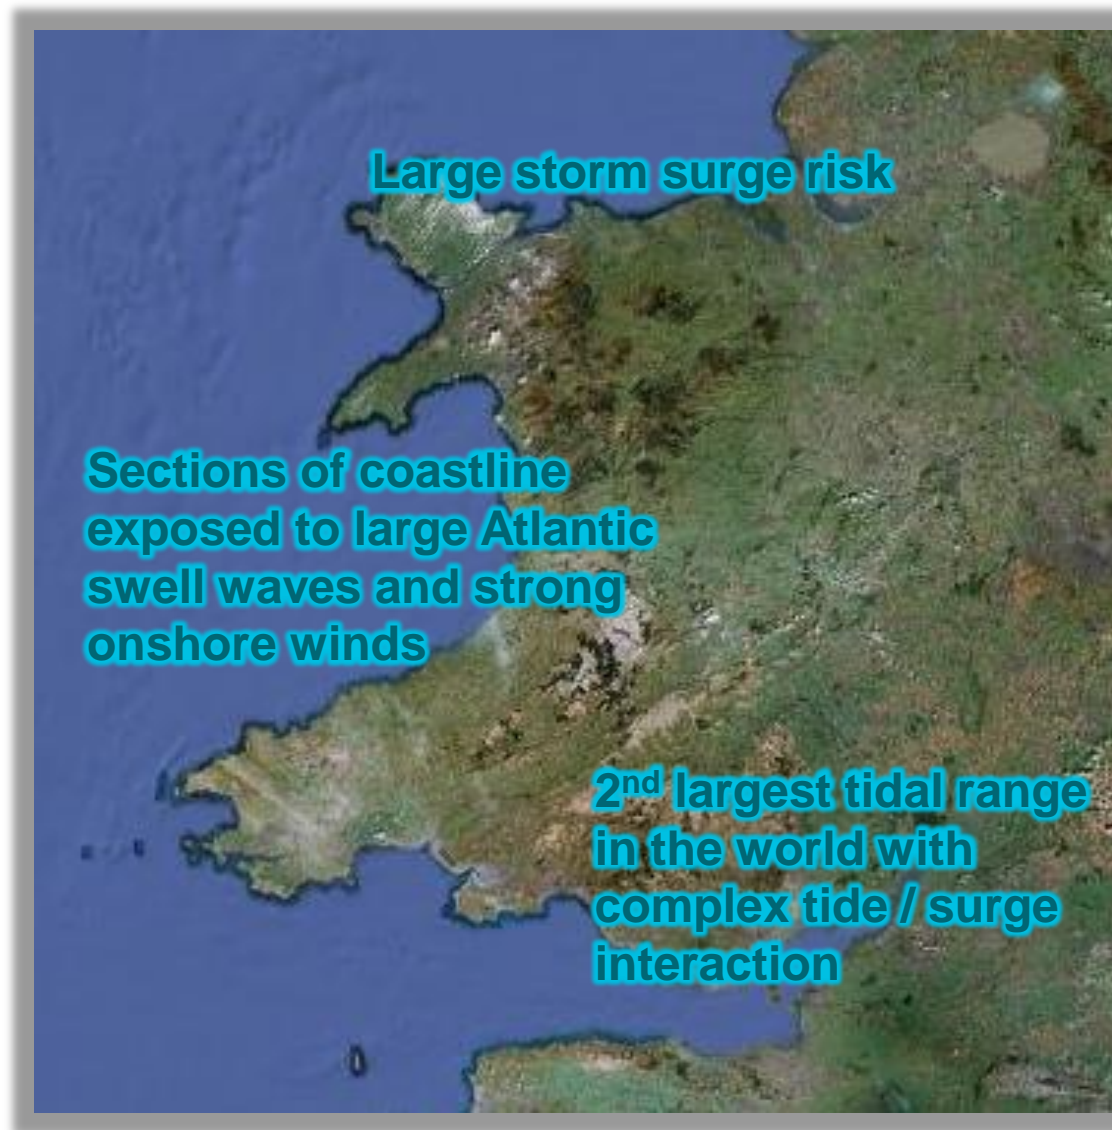 Large storm surge risk
Sections of coastline
exposed to large Atlantic
swell waves and strong
onshore winds
2nd largest tidal range
in the world with
complex tide / surge
interaction